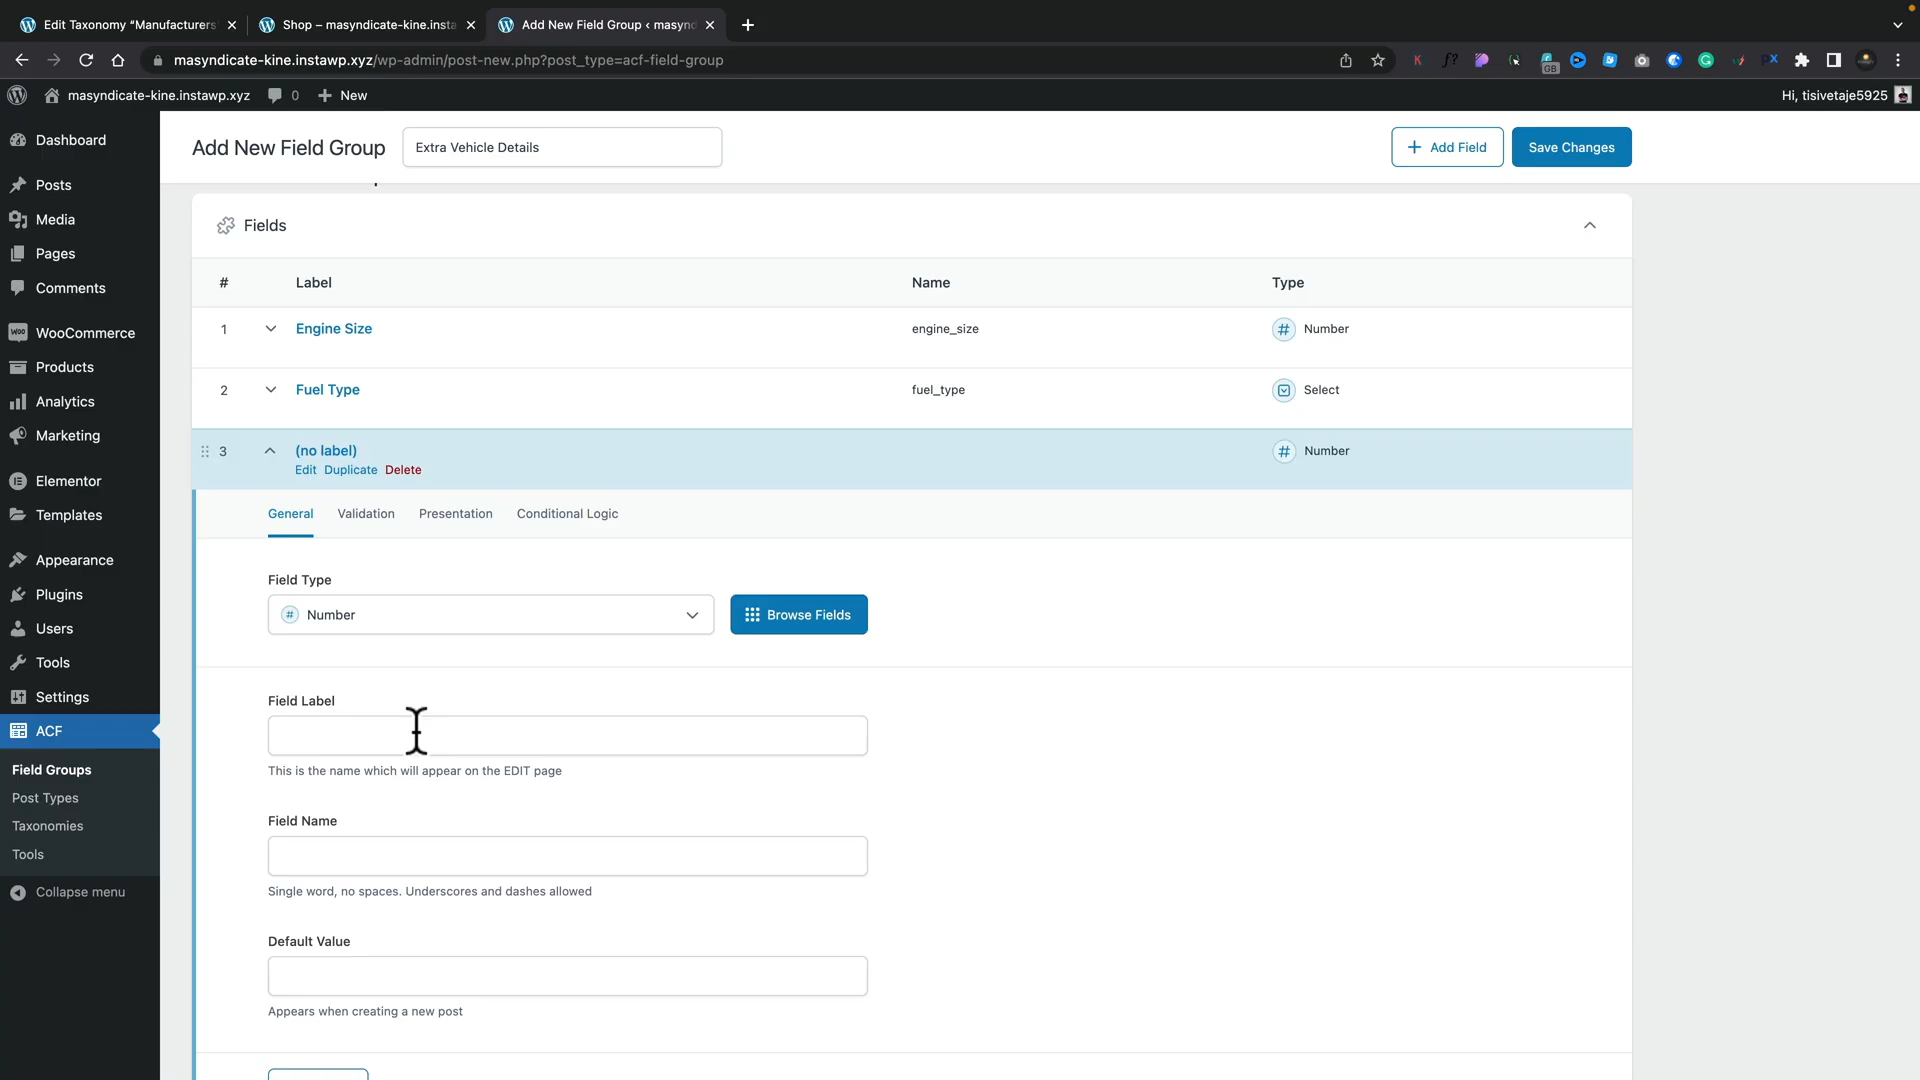 Edit Taxonomy “Manufacturers
Shop – masyndicate-kine.insta
Add New Field Group ‹ masyn
masyndicate-kine.instawp.xyz/wp-admin/post-new.php?post_type=acf-field-group
masyndicate-kine.instawp.xyz
0
New
Hi, tisivetaje5925
Dashboard
Posts
Media
Pages
Comments
WooCommerce
Products
Analytics
Marketing
Elementor
Templates
Appearance
Plugins
Users
Tools
Settings
ACF
Field Groups
Post Types
Taxonomies
Tools
Collapse menu
Add New Field Group
Extra Vehicle Details
+ Add Field
Save Changes
Fields
# Label Name Type
1 Engine Size engine_size # Number
2 Fuel Type fuel_type Select
3 (no label) # Number
Edit Duplicate Delete
General Validation Presentation Conditional Logic
Field Type
# Number
Browse Fields
Field Label
This is the name which will appear on the EDIT page
Field Name
Single word, no spaces. Underscores and dashes allowed
Default Value
Appears when creating a new post